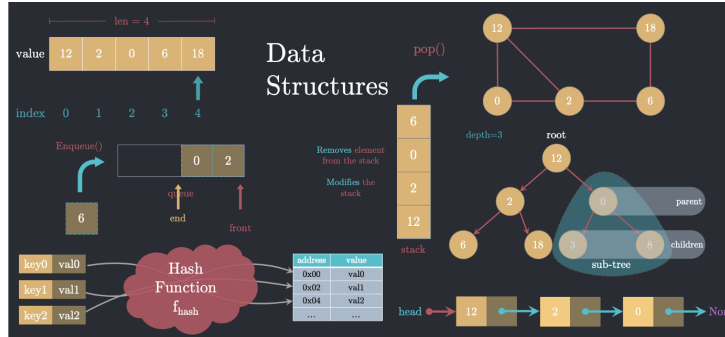 len = 4
value 12 2 0 6 18
index 0 1 2 3 4
Data
Structures
Enqueue()
0 2
queue
6
end
front
pop()
6
0
2
12
stack
Removes element
from the stack
Modifies the
stack
12 18
0 2 6
depth=3
root
12
2 0 parent
6 18 3 8 children
sub-tree
key0 val0
key1 val1
key2 val2
Hash
Function
fhash
address value
0x00 val0
0x02 val1
0x04 val2
... ...
head 12 2 0 Non